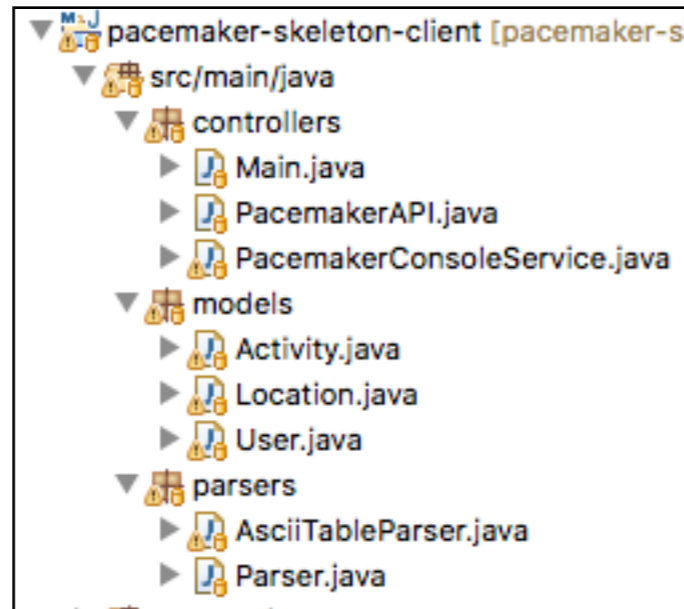 pacemaker-skeleton-client [pacemaker-s
src/main/java
controllers
Main.java
PacemakerAPI.java
PacemakerConsoleService.java
models
Activity.java
Location.java
User.java
parsers
AsciiTableParser.java
Parser.java